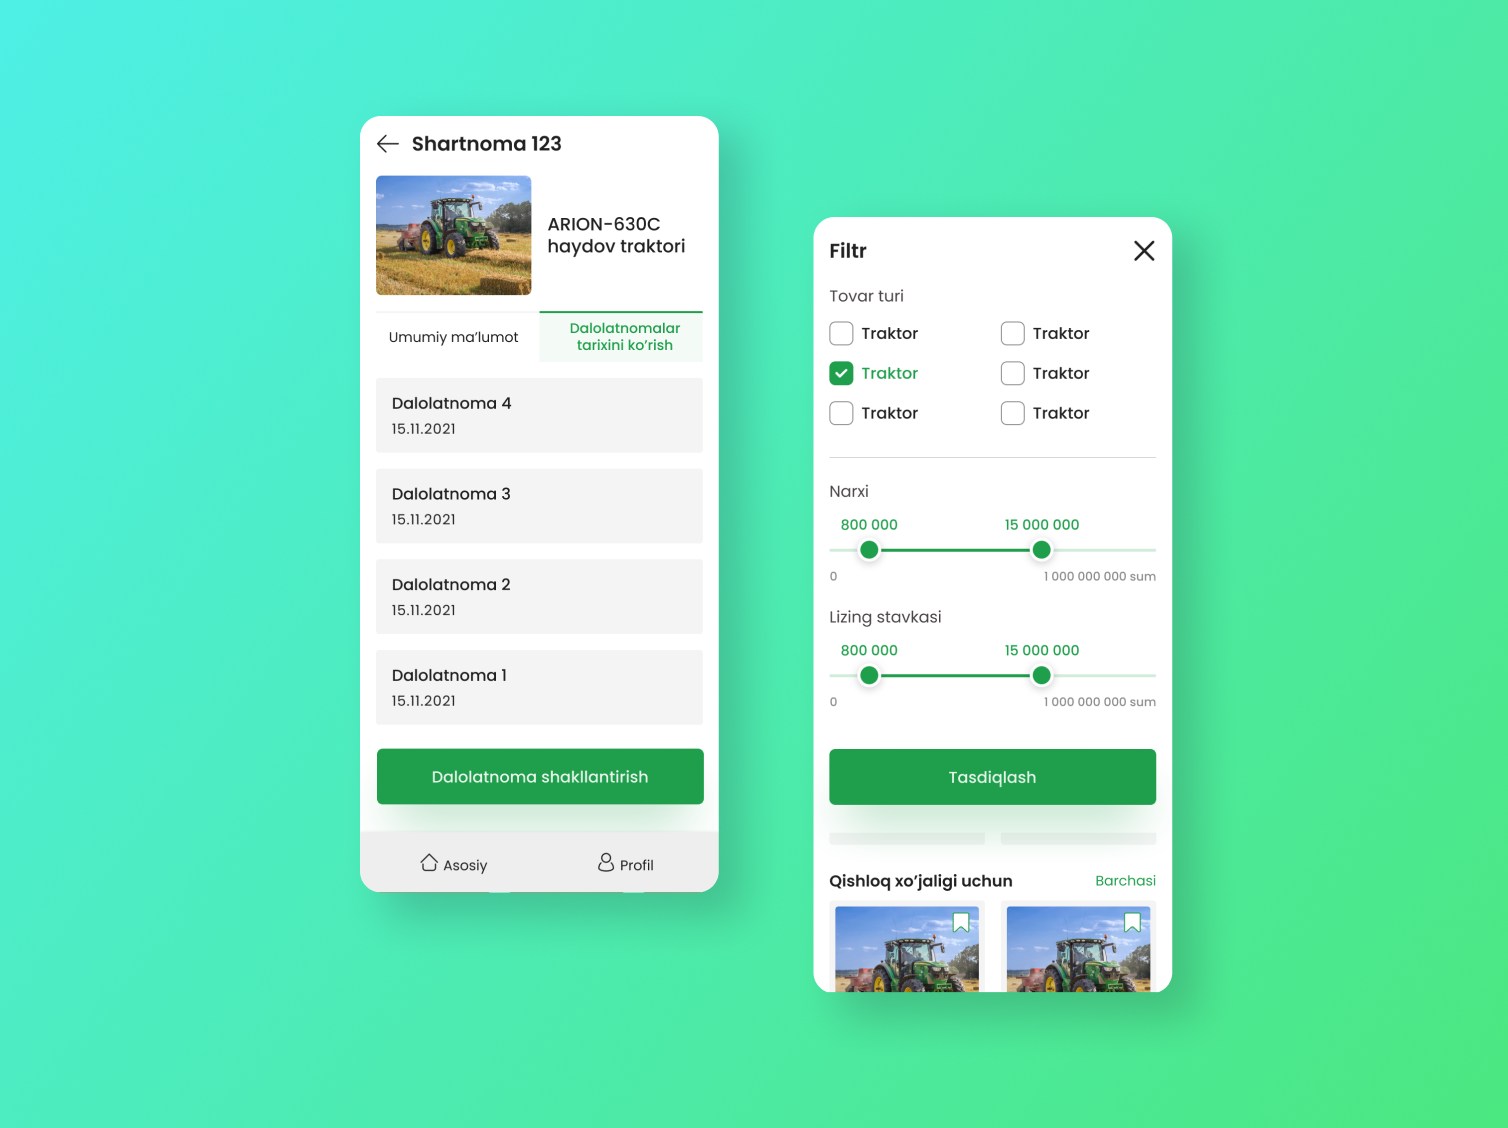 Shartnoma 123
ARION-630C
haydov traktori
Umumiy ma’lumot
Dalolatnomalar
tarixini ko’rish
Dalolatnoma 4
15.11.2021
Dalolatnoma 3
15.11.2021
Dalolatnoma 2
15.11.2021
Dalolatnoma 1
15.11.2021
Dalolatnoma shakllantirish
Asosiy
Profil
Filtr
Tovar turi
Traktor Traktor
Traktor Traktor
Traktor Traktor
Narxi
800 000 15 000 000
0 1 000 000 000 sum
Lizing stavkasi
800 000 15 000 000
0 1 000 000 000 sum
Tasdiqlash
Qishloq xo’jaligi uchun Barchasi